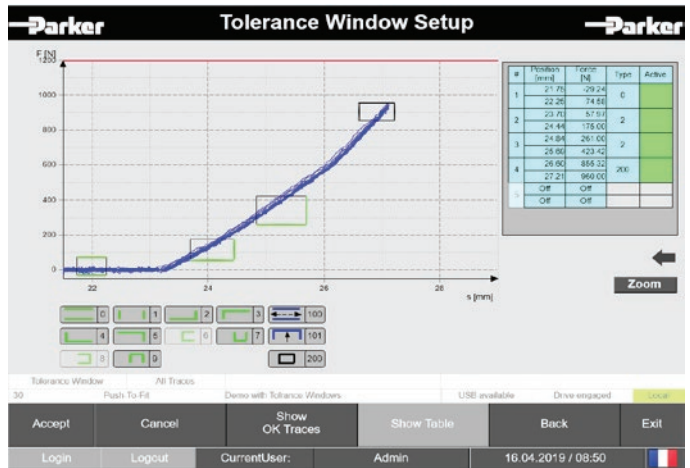 Parker
Tolerance Window Setup
Parker
F [N]
1200
1000
800
600
400
200
0
22
24
26
28
s [mm]
# Position [mm] Force [N] Type Active
1 21.75 -29.24 0
22.25 74.58
2 23.70 57.97 2
24.44 175.00
3 24.84 261.00 2
25.60 423.42
4 26.60 855.32 200
27.21 960.00
5 Off Off
Off Off
Zoom
0 1 2 3 100
4 5 6 7 101
8 9 200
Tolerance Window All Traces
30 Push-To-Fit Demo with Tolerance Windows USB available Drive engaged Local
Accept Cancel Show OK Traces Show Table Back Exit
Login Logout CurrentUser: Admin 16.04.2019 / 08:50